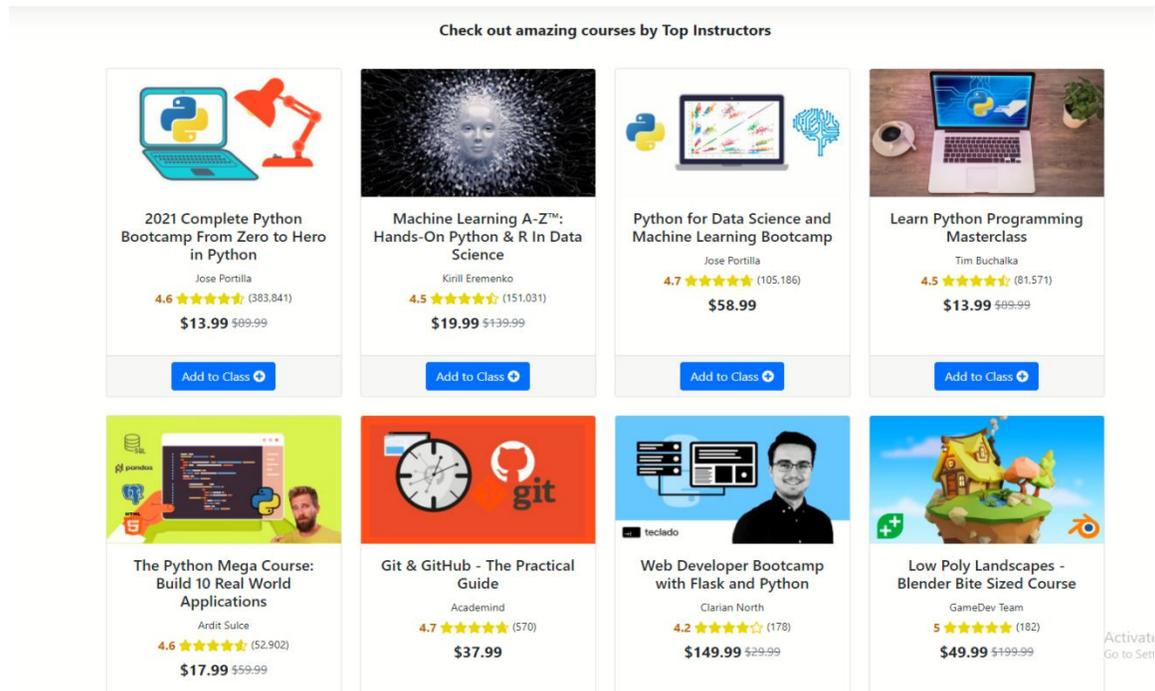 Check out amazing courses by Top Instructors
2021 Complete Python
Bootcamp From Zero to Hero
in Python
Jose Portilla
4.6 (383,841)
$13.99 $89.99
Add to Class
Machine Learning A-Z™:
Hands-On Python & R In Data
Science
Kirill Eremenko
4.5 (151,031)
$19.99 $139.99
Add to Class
Python for Data Science and
Machine Learning Bootcamp
Jose Portilla
4.7 (105,186)
$58.99
Add to Class
Learn Python Programming
Masterclass
Tim Buchalka
4.5 (81,571)
$13.99 $89.99
Add to Class
SQL
pandas
HTML
5
The Python Mega Course:
Build 10 Real World
Applications
Ardit Sulce
4.6 (52,902)
$17.99 $59.99
git
Git & GitHub - The Practical
Guide
Academind
4.7 (570)
$37.99
teclado
Web Developer Bootcamp
with Flask and Python
Clarian North
4.2 (178)
$149.99 $29.99
Low Poly Landscapes -
Blender Bite Sized Course
GameDev Team
5 (182)
$49.99 $199.99
Activate
Go to Sett